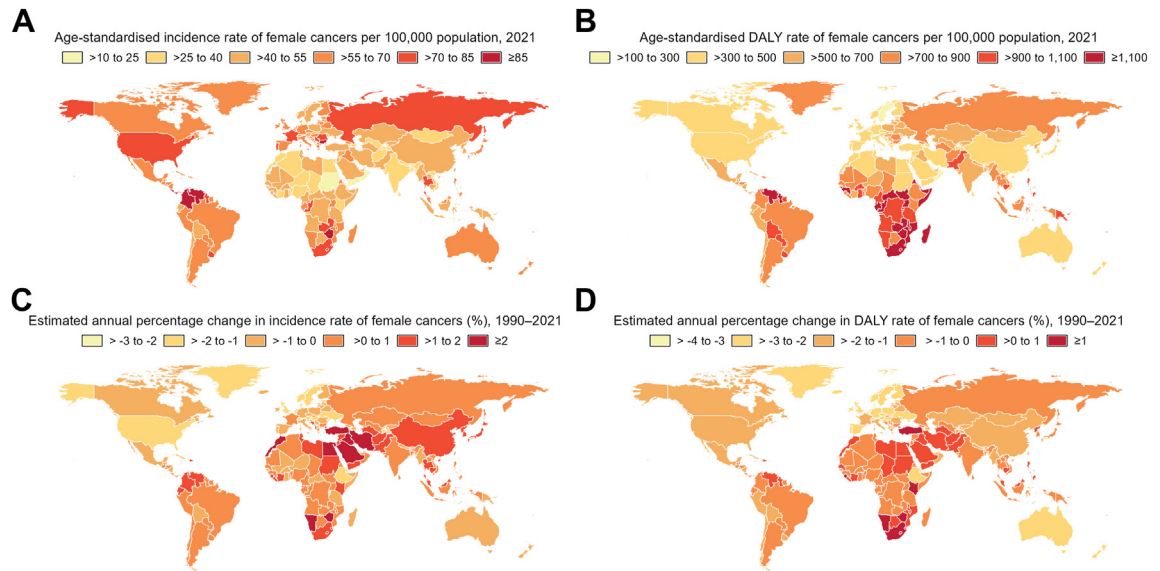 A
Age-standardised incidence rate of female cancers per 100,000 population, 2021
>10 to 25 >25 to 40 >40 to 55 >55 to 70 >70 to 85 ≥85
B
Age-standardised DALY rate of female cancers per 100,000 population, 2021
>100 to 300 >300 to 500 >500 to 700 >700 to 900 >900 to 1,100 ≥1,100
C
Estimated annual percentage change in incidence rate of female cancers (%), 1990–2021
> -3 to -2 > -2 to -1 > -1 to 0 >0 to 1 >1 to 2 ≥2
D
Estimated annual percentage change in DALY rate of female cancers (%), 1990–2021
> -4 to -3 > -3 to -2 > -2 to -1 > -1 to 0 >0 to 1 ≥1